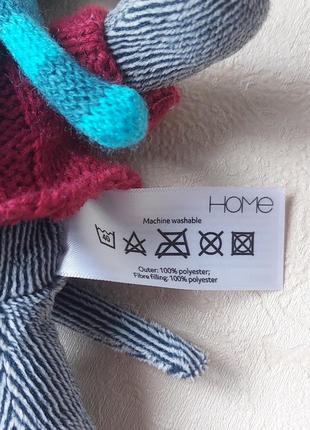 HOME
Machine washable
40
Outer: 100% polyester;
Fibre filling: 100% polyester